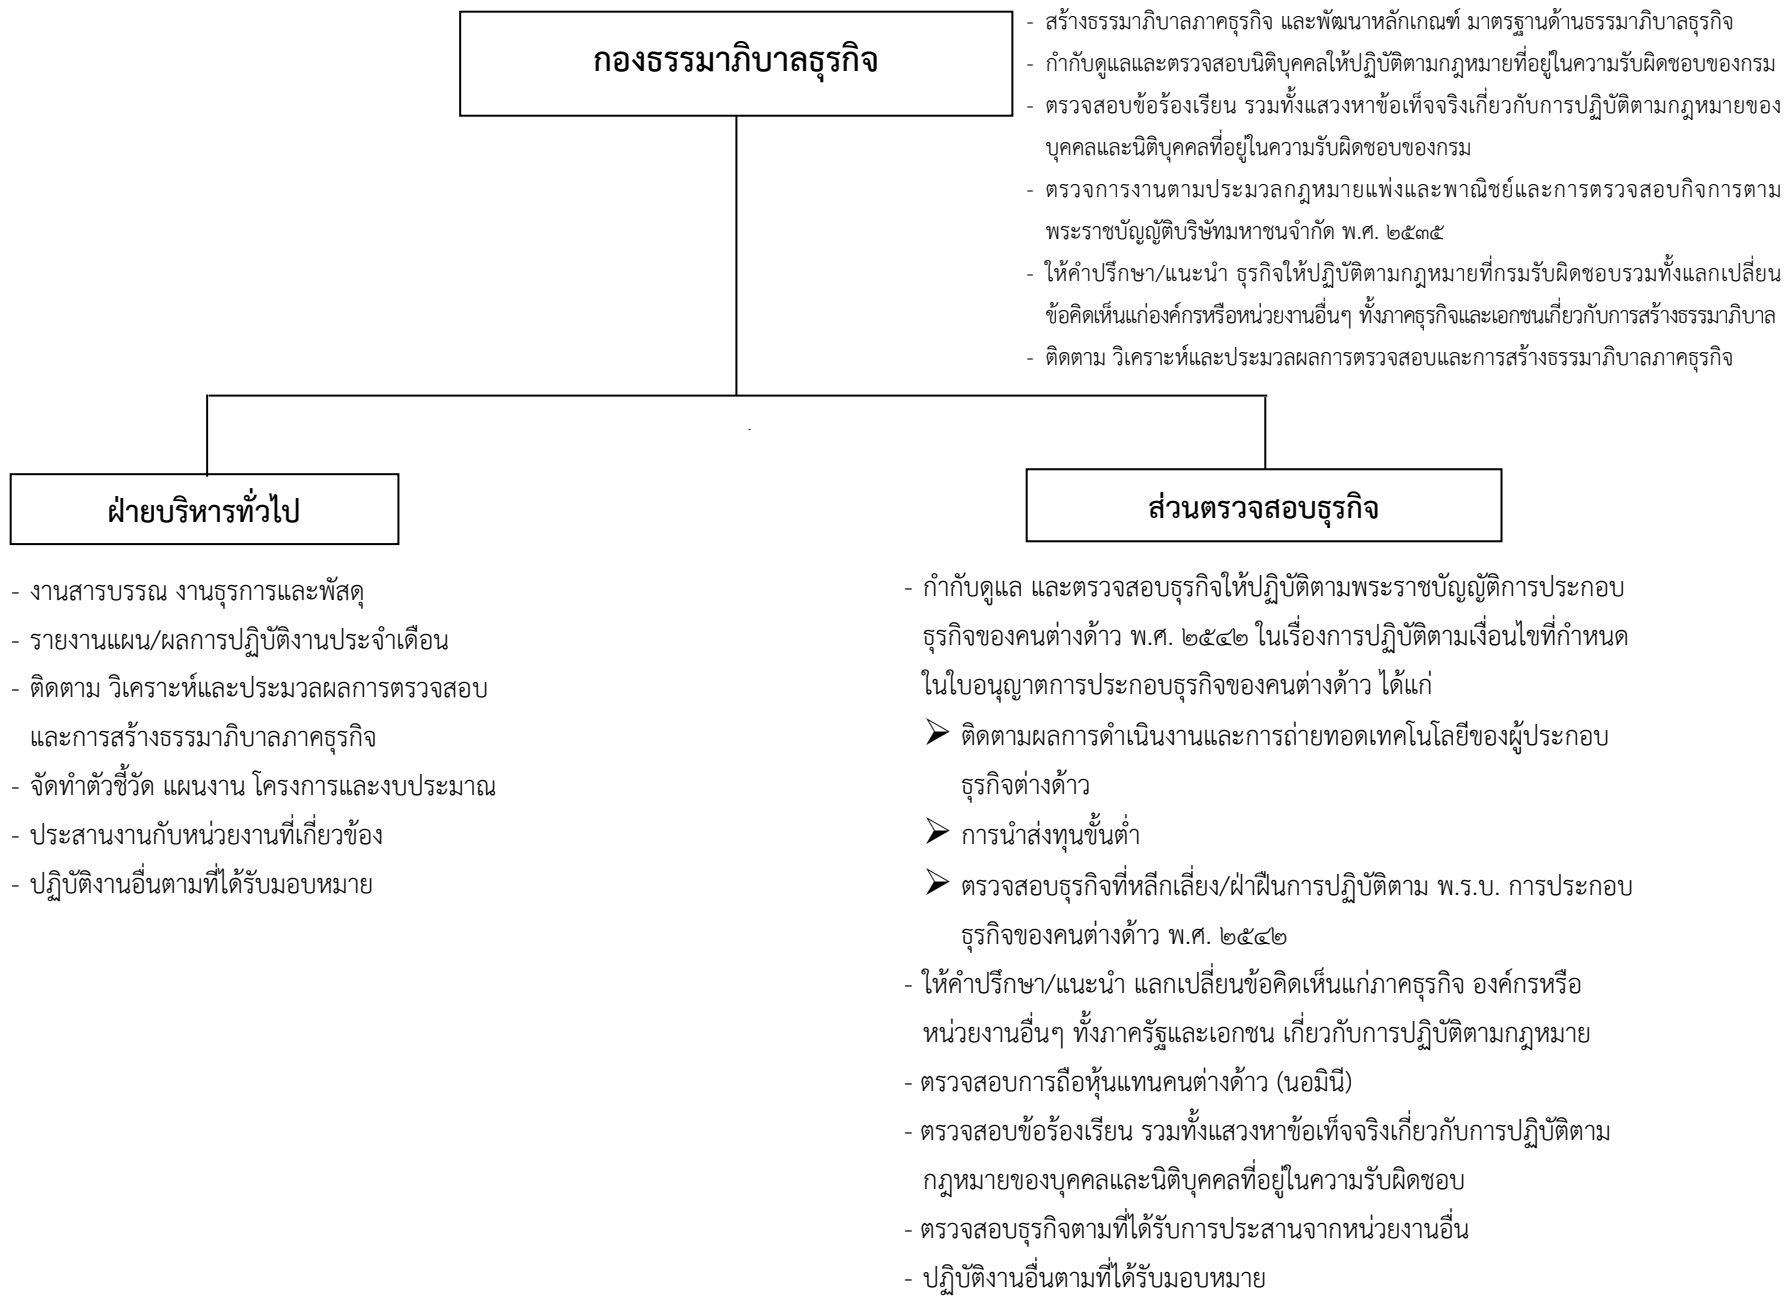 กองธรรมาภิบาลธุรกิจ
- สร้างธรรมาภิบาลภาคธุรกิจ และพัฒนาหลักเกณฑ์ มาตรฐานด้านธรรมาภิบาลธุรกิจ
- กำกับดูแลและตรวจสอบนิติบุคคลให้ปฏิบัติตามกฎหมายที่อยู่ในความรับผิดชอบของกรม
- ตรวจสอบข้อร้องเรียน รวมทั้งแสวงหาข้อเท็จจริงเกี่ยวกับการปฏิบัติตามกฎหมายของ
บุคคลและนิติบุคคลที่อยู่ในความรับผิดชอบของกรม
- ตรวจการงานตามประมวลกฎหมายแพ่งและพาณิชย์และการตรวจสอบกิจการตาม
พระราชบัญญัติบริษัทมหาชนจำกัด พ.ศ. ๒๕๓๕
- ให้คำปรึกษา/แนะนำ ธุรกิจให้ปฏิบัติตามกฎหมายที่กรมรับผิดชอบรวมทั้งแลกเปลี่ยน
ข้อคิดเห็นแก่องค์กรหรือหน่วยงานอื่นๆ ทั้งภาคธุรกิจและเอกชนเกี่ยวกับการสร้างธรรมาภิบาล
- ติดตาม วิเคราะห์และประมวลผลการตรวจสอบและการสร้างธรรมาภิบาลภาคธุรกิจ
ฝ่ายบริหารทั่วไป
- งานสารบรรณ งานธุรการและพัสดุ
- รายงานแผน/ผลการปฏิบัติงานประจำเดือน
- ติดตาม วิเคราะห์และประมวลผลการตรวจสอบ
และการสร้างธรรมาภิบาลภาคธุรกิจ
- จัดทำตัวชี้วัด แผนงาน โครงการและงบประมาณ
- ประสานงานกับหน่วยงานที่เกี่ยวข้อง
- ปฏิบัติงานอื่นตามที่ได้รับมอบหมาย
ส่วนตรวจสอบธุรกิจ
- กำกับดูแล และตรวจสอบธุรกิจให้ปฏิบัติตามพระราชบัญญัติการประกอบ
ธุรกิจของคนต่างด้าว พ.ศ. ๒๕๔๒ ในเรื่องการปฏิบัติตามเงื่อนไขที่กำหนด
ในใบอนุญาตการประกอบธุรกิจของคนต่างด้าว ได้แก่
➢ ติดตามผลการดำเนินงานและการถ่ายทอดเทคโนโลยีของผู้ประกอบ
ธุรกิจต่างด้าว
➢ การนำส่งทุนขั้นต่ำ
➢ ตรวจสอบธุรกิจที่หลีกเลี่ยง/ฝ่าฝืนการปฏิบัติตาม พ.ร.บ. การประกอบ
ธุรกิจของคนต่างด้าว พ.ศ. ๒๕๔๒
- ให้คำปรึกษา/แนะนำ แลกเปลี่ยนข้อคิดเห็นแก่ภาคธุรกิจ องค์กรหรือ
หน่วยงานอื่นๆ ทั้งภาครัฐและเอกชน เกี่ยวกับการปฏิบัติตามกฎหมาย
- ตรวจสอบการถือหุ้นแทนคนต่างด้าว (นอมินี)
- ตรวจสอบข้อร้องเรียน รวมทั้งแสวงหาข้อเท็จจริงเกี่ยวกับการปฏิบัติตาม
กฎหมายของบุคคลและนิติบุคคลที่อยู่ในความรับผิดชอบ
- ตรวจสอบธุรกิจตามที่ได้รับการประสานจากหน่วยงานอื่น
- ปฏิบัติงานอื่นตามที่ได้รับมอบหมาย